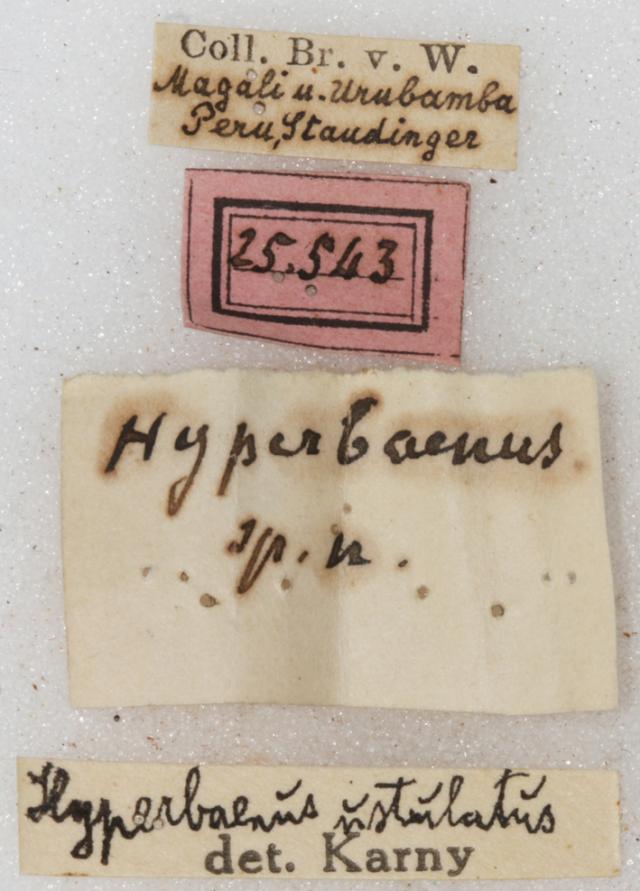 Coll. Br. v. W.
Magali u. Urubamba
Peru, Staudinger
25.543
Hyperbaenus
sp. n.
Hyperbaenus ustulatus
det. Karny